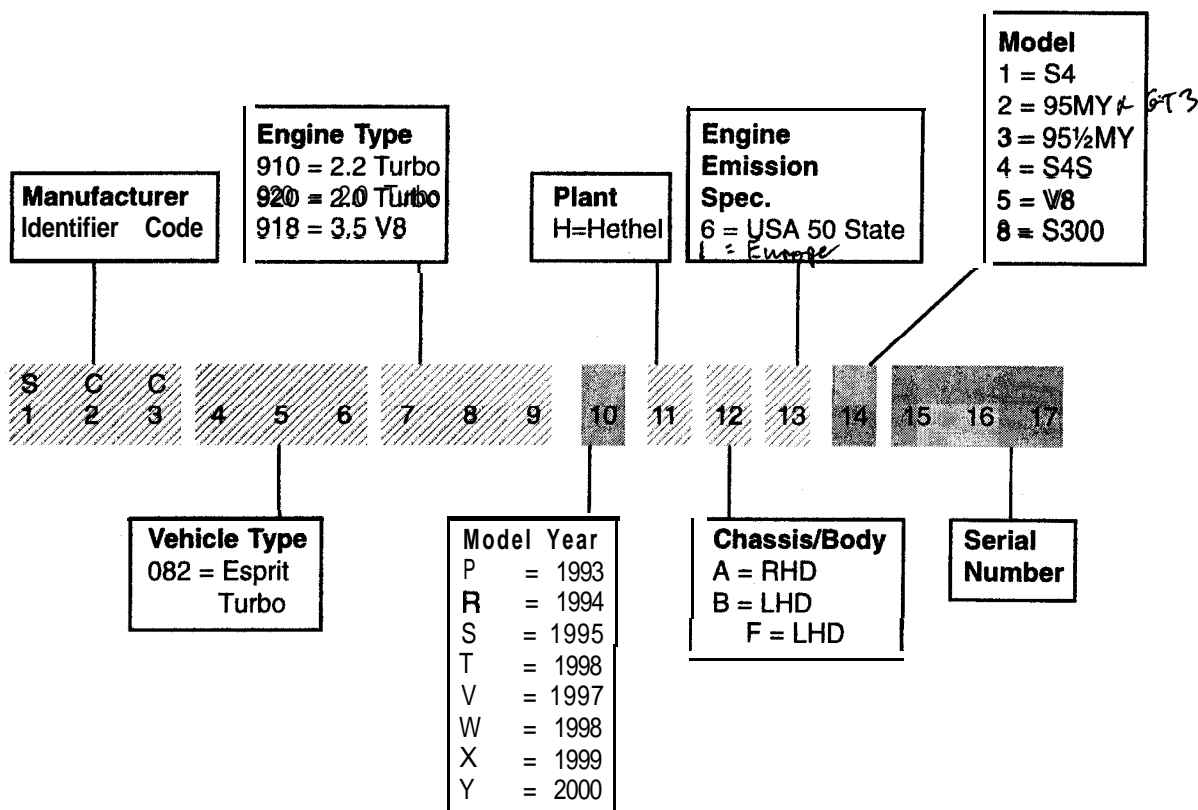 Model
1 = S4
2 = 95MY & GT3
3 = 95½MY
4 = S4S
5 = V8
8 = S300
Engine Type
910 = 2.2 Turbo
920 = 2.0 Turbo
918 = 3.5 V8
Engine
Emission
Spec.
6 = USA 50 State
1 = Europe
Manufacturer
Identifier Code
Plant
H=Hethel
S C C
1 2 3 4 5 6 7 8 9 10 11 12 13 14 15 16 17
Vehicle Type
082 = Esprit
Turbo
Model Year
P = 1993
R = 1994
S = 1995
T = 1998
V = 1997
W = 1998
X = 1999
Y = 2000
Chassis/Body
A = RHD
B = LHD
F = LHD
Serial
Number